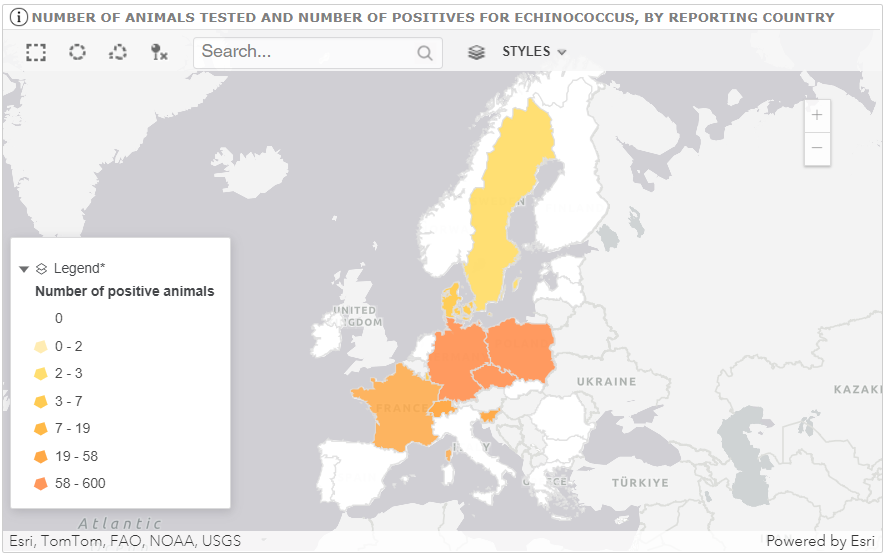 NUMBER OF ANIMALS TESTED AND NUMBER OF POSITIVES FOR ECHINOCOCCUS, BY REPORTING COUNTRY
Search...
STYLES
UNITED
KINGDOM
FRANCE
UKRAINE
KAZAK
TÜRKIYE
Legend*
Number of positive animals
0
0 - 2
2 - 3
3 - 7
7 - 19
19 - 58
58 - 600
Atlantic
Esri, TomTom, FAO, NOAA, USGS
Powered by Esri